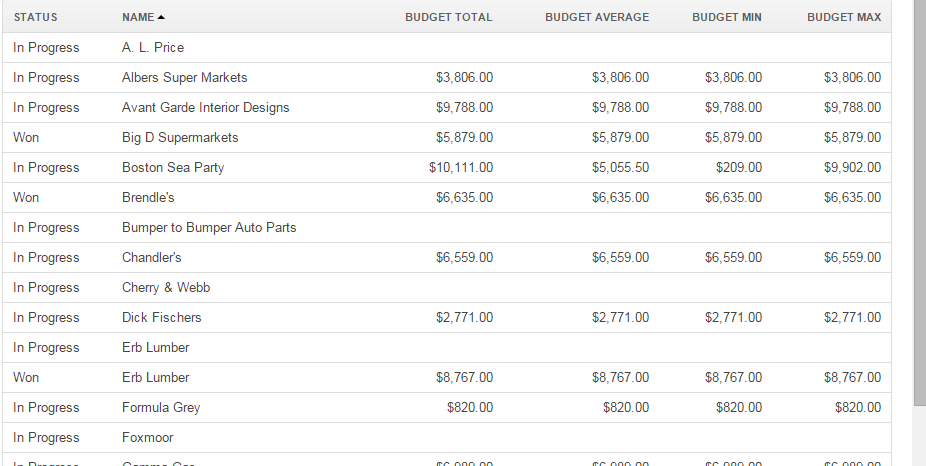 STATUS NAME BUDGET TOTAL BUDGET AVERAGE BUDGET MIN BUDGET MAX
In Progress A. L. Price
In Progress Albers Super Markets $3,806.00 $3,806.00 $3,806.00 $3,806.00
In Progress Avant Garde Interior Designs $9,788.00 $9,788.00 $9,788.00 $9,788.00
Won Big D Supermarkets $5,879.00 $5,879.00 $5,879.00 $5,879.00
In Progress Boston Sea Party $10,111.00 $5,055.50 $209.00 $9,902.00
Won Brendle's $6,635.00 $6,635.00 $6,635.00 $6,635.00
In Progress Bumper to Bumper Auto Parts
In Progress Chandler's $6,559.00 $6,559.00 $6,559.00 $6,559.00
In Progress Cherry & Webb
In Progress Dick Fischers $2,771.00 $2,771.00 $2,771.00 $2,771.00
In Progress Erb Lumber
Won Erb Lumber $8,767.00 $8,767.00 $8,767.00 $8,767.00
In Progress Formula Grey $820.00 $820.00 $820.00 $820.00
In Progress Foxmoor
In Progress